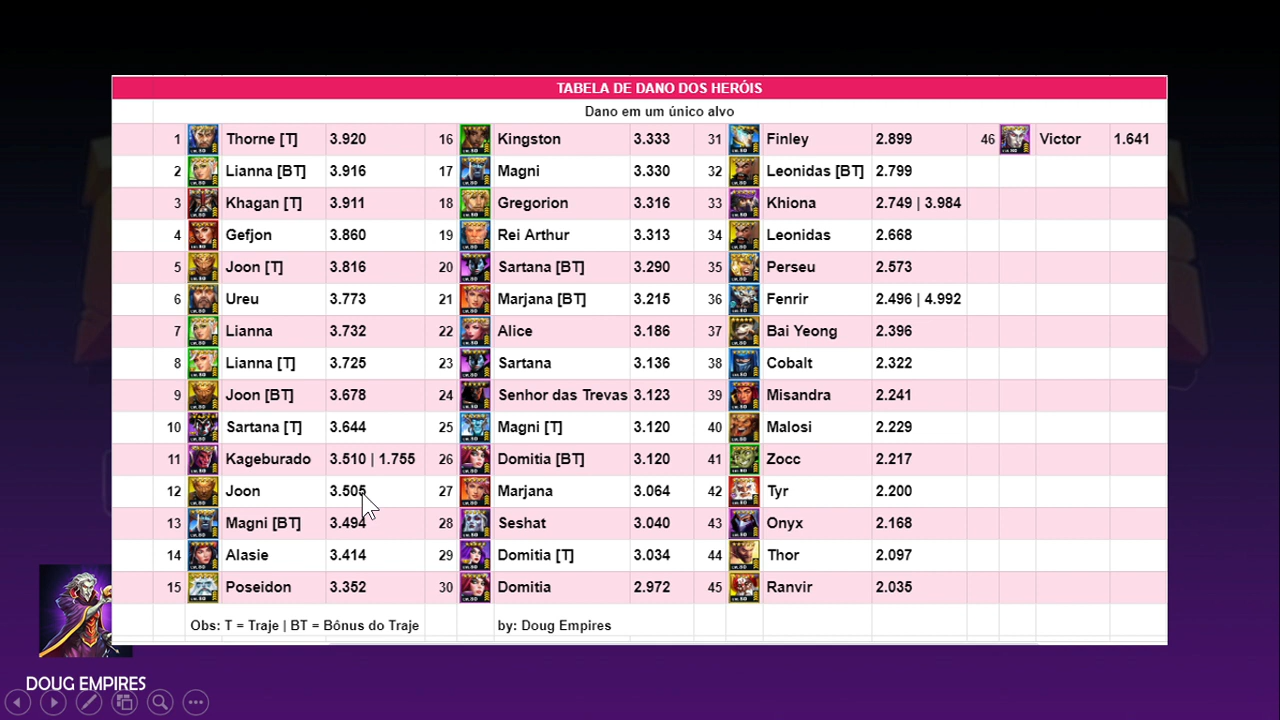 TABELA DE DANO DOS HERÓIS
Dano em um único alvo
1 Thorne [T] 3.920 16 Kingston 3.333 31 Finley 2.899 46 Victor 1.641
2 Lianna [BT] 3.916 17 Magni 3.330 32 Leonidas [BT] 2.799
3 Khagan [T] 3.911 18 Gregorion 3.316 33 Khiona 2.749 | 3.984
4 Gefjon 3.860 19 Rei Arthur 3.313 34 Leonidas 2.668
5 Joon [T] 3.816 20 Sartana [BT] 3.290 35 Perseu 2.573
6 Ureu 3.773 21 Marjana [BT] 3.215 36 Fenrir 2.496 | 4.992
7 Lianna 3.732 22 Alice 3.186 37 Bai Yeong 2.396
8 Lianna [T] 3.725 23 Sartana 3.136 38 Cobalt 2.322
9 Joon [BT] 3.678 24 Senhor das Trevas 3.123 39 Misandra 2.241
10 Sartana [T] 3.644 25 Magni [T] 3.120 40 Malosi 2.229
11 Kageburado 3.510 | 1.755 26 Domitia [BT] 3.120 41 Zocc 2.217
12 Joon 3.505 27 Marjana 3.064 42 Tyr 2.200
13 Magni [BT] 3.494 28 Seshat 3.040 43 Onyx 2.168
14 Alasie 3.414 29 Domitia [T] 3.034 44 Thor 2.097
15 Poseidon 3.352 30 Domitia 2.972 45 Ranvir 2.035
Obs: T = Traje | BT = Bônus do Traje by: Doug Empires
DOUG EMPIRES